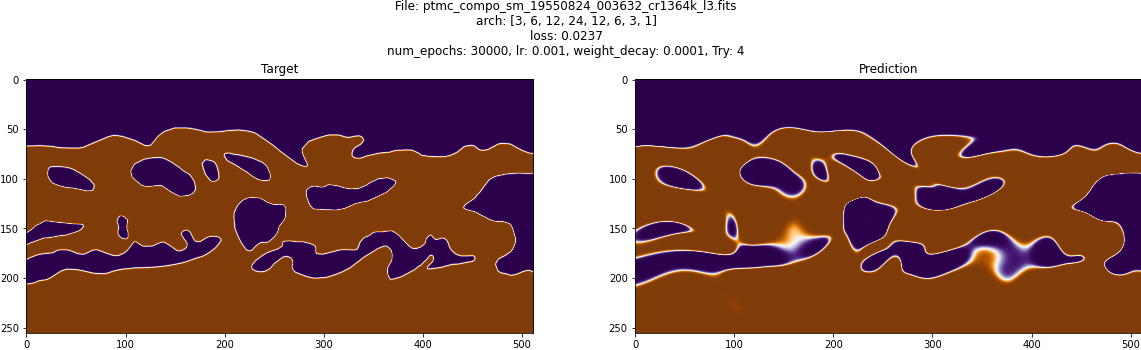 File: ptmc_compo_sm_19550824_003632_cr1364k_l3.fits
arch: [3, 6, 12, 24, 12, 6, 3, 1]
loss: 0.0237
num_epochs: 30000, lr: 0.001, weight_decay: 0.0001, Try: 4
Target
0
50
100
150
200
250
0 100 200 300 400 500
Prediction
0
50
100
150
200
250
0 100 200 300 400 500